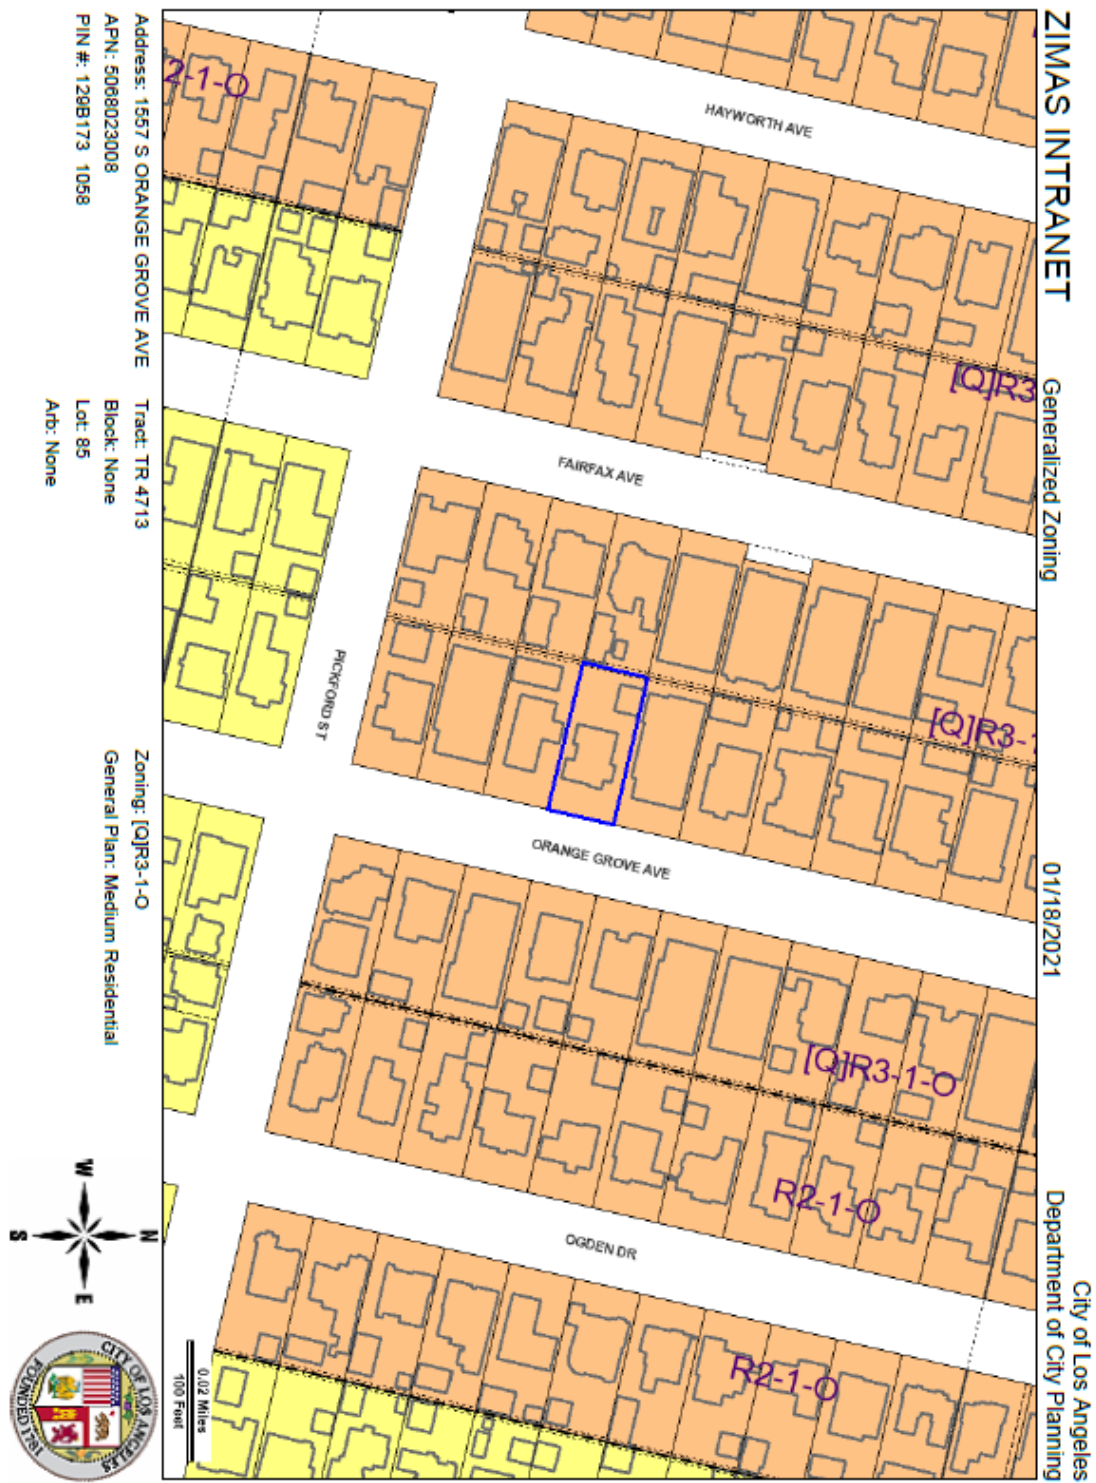 ZIMAS INTRANET
Generalized Zoning
01/18/2021
City of Los Angeles
Department of City Planning
HAYWORTH AVE
[Q]R3
2-1-O
FAIRFAX AVE
[Q]R3-1
PICKFORD ST
ORANGE GROVE AVE
[Q]R3-1-O
R2-1-O
OGDEN DR
R2-1-O
0.02 Miles
100 Feet
Address: 1557 S ORANGE GROVE AVE
APN: 5068023008
PIN #: 129B173 1058
Tract: TR 4713
Block: None
Lot: 85
Arb: None
Zoning: [Q]R3-1-O
General Plan: Medium Residential
N
W
E
S
CITY OF LOS ANGELES
FOUNDED 1781